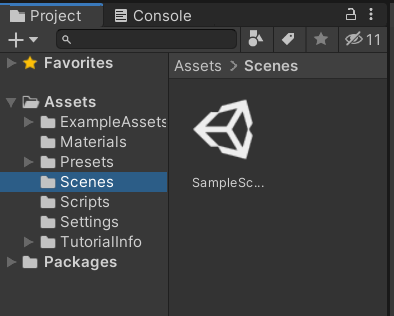 Project
Console
11
Favorites
Assets > Scenes
Assets
ExampleAssets
Materials
Presets
Scenes
Scripts
Settings
TutorialInfo
Packages
SampleSc...